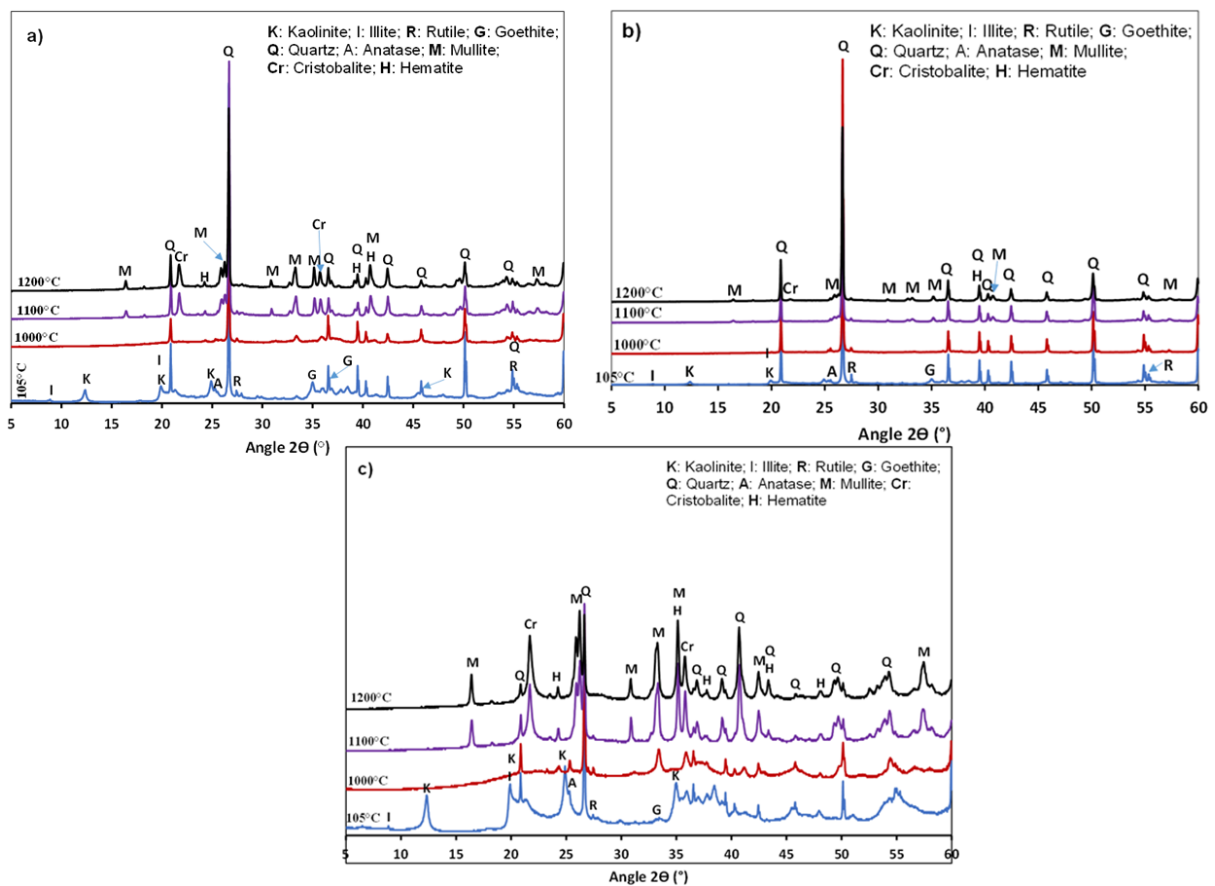 a)
K: Kaolinite; I: Illite; R: Rutile; G: Goethite;
Q: Quartz; A: Anatase; M: Mullite;
Cr: Cristobalite; H: Hematite
Q
Cr
M
M
Q
H
M
Q
Cr
H
M
M
M
Q
H
Q
Q
Q
Q
M
1200°C
1100°C
1000°C
105°C
I
K
I
K
K
A
R
G
G
K
Q
R
5 10 15 20 25 30 35 40 45 50 55 60
Angle 2Θ (°)
b)
K: Kaolinite; I: Illite; R: Rutile; G: Goethite;
Q: Quartz; A: Anatase; M: Mullite;
Cr: Cristobalite; H: Hematite
Q
Q
Q
Q
H
M
Q
Q
Q
Q
Q
M
Cr
M
M
M
M
M
1200°C
1100°C
1000°C
105°C
I
I
K
K
A
R
G
R
5 10 15 20 25 30 35 40 45 50 55 60
Angle 2Θ (°)
c)
K: Kaolinite; I: Illite; R: Rutile; G: Goethite;
Q: Quartz; A: Anatase; M: Mullite; Cr:
Cristobalite; H: Hematite
M
Q
Cr
H
M
Q
M
M
M
H
Cr
Q
H
Q
Q
M
Q
H
Q
H
Q
Q
M
1200°C
1100°C
1000°C
105°C
I
K
K
I
K
A
R
G
K
5 10 15 20 25 30 35 40 45 50 55 60
Angle 2Θ (°)